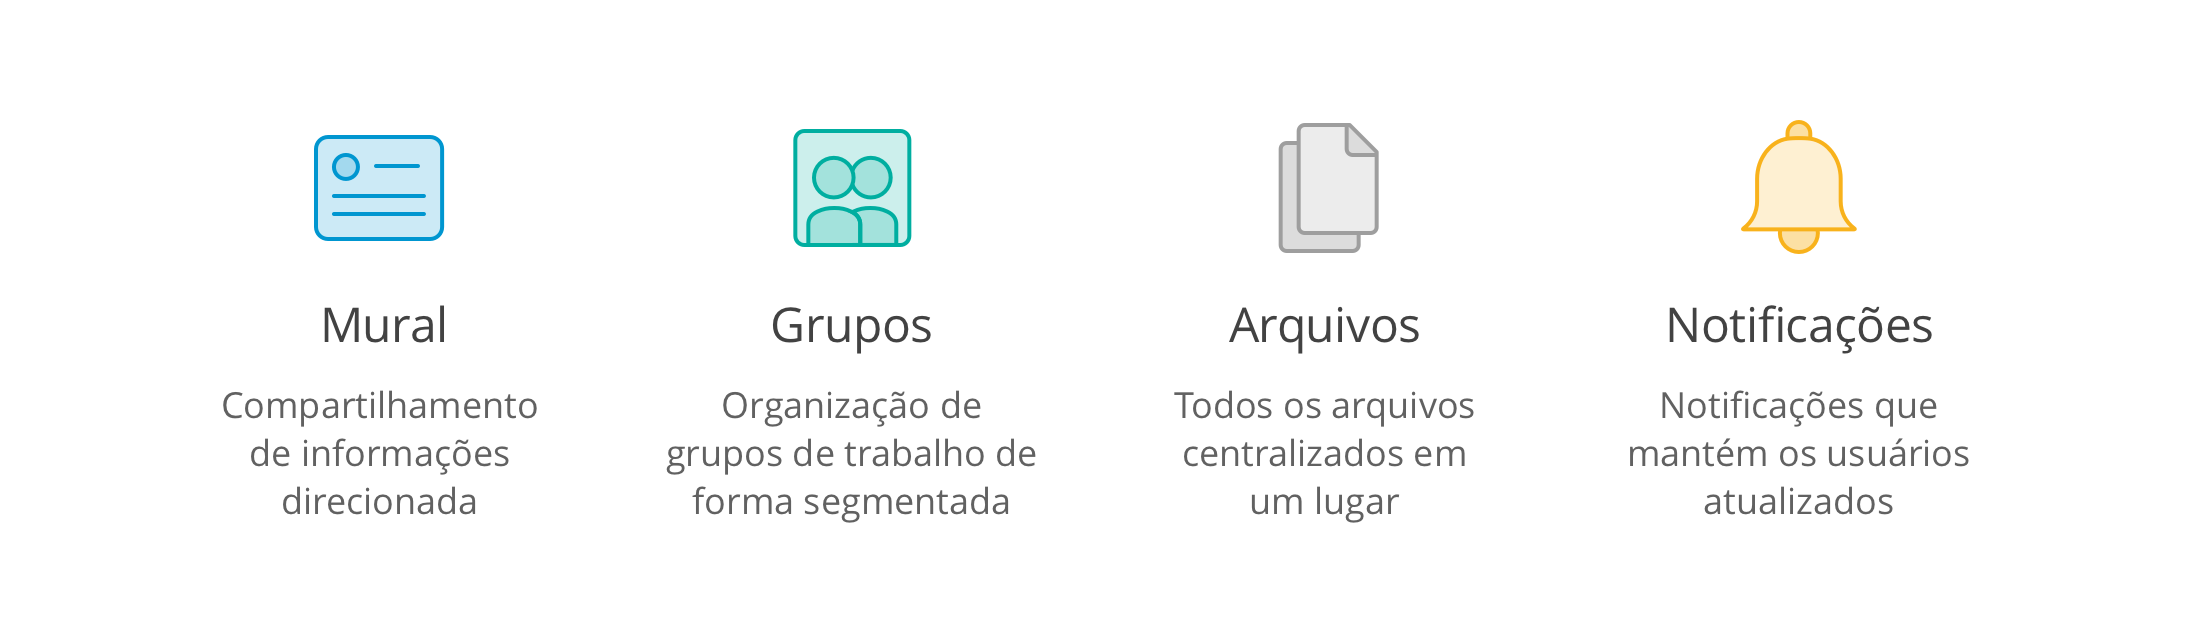 Mural
Compartilhamento
de informações
direcionada
Grupos
Organização de
grupos de trabalho de
forma segmentada
Arquivos
Todos os arquivos
centralizados em
um lugar
Notificações
Notificações que
mantém os usuários
atualizados